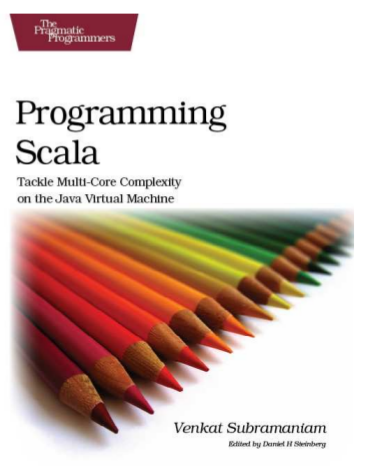 The
Pragmatic
Programmers
Programming
Scala
Tackle Multi-Core Complexity
on the Java Virtual Machine
Venkat Subramaniam
Edited by Daniel H Steinberg